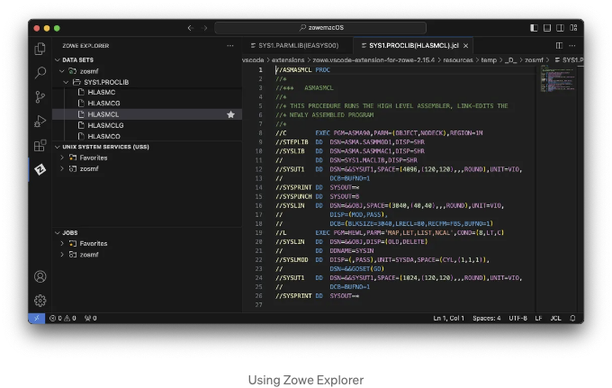 zowemacOS
ZOWE EXPLORER
DATA SETS
zosmf
SYS1.PROCLIB
HLASMC
HLASMCG
HLASMCL
HLASMCLG
HLASMCO
UNIX SYSTEM SERVICES (USS)
Favorites
zosmf
JOBS
Favorites
zosmf
SYS1.PARMLIB(IEASYS00)
SYS1.PROCLIB(HLASMCL).jcl
vscode > extensions > zowe.vscode-extension-for-zowe-2.15.4 > resources > temp > _D_ > zosmf > SYS1.
1 //ASMASMCL PROC
2 //*
3 //*** ASMASMCL
4 //*
5 //* THIS PROCEDURE RUNS THE HIGH LEVEL ASSEMBLER, LINK-EDITS THE
6 //* NEWLY ASSEMBLED PROGRAM
7 //*
8 //C EXEC PGM=ASMA90,PARM=(OBJECT,NODECK),REGION=1M
9 //STEPLIB DD DSN=ASMA.SASMMOD1,DISP=SHR
10 //SYSLIB DD DSN=ASMA.SASMMAC1,DISP=SHR
11 // DD DSN=SYS1.MACLIB,DISP=SHR
12 //SYSUT1 DD DSN=&&SYSUT1,SPACE=(4096,(120,120),,,ROUND),UNIT=VIO,
13 // DCB=BUFNO=1
14 //SYSPRINT DD SYSOUT=*
15 //SYSPUNCH DD SYSOUT=B
16 //SYSLIN DD DSN=&&OBJ,SPACE=(3040,(40,40),,,ROUND),UNIT=VIO,
17 // DISP=(MOD,PASS),
18 // DCB=(BLKSIZE=3040,LRECL=80,RECFM=FBS,BUFNO=1)
19 //L EXEC PGM=HEWL,PARM='MAP,LET,LIST,NCAL',COND=(8,LT,C)
20 //SYSLIN DD DSN=&&OBJ,DISP=(OLD,DELETE)
21 // DD DDNAME=SYSIN
22 //SYSLMOD DD DISP=(,PASS),UNIT=SYSDA,SPACE=(CYL,(1,1,1)),
23 // DSN=&&GOSET(GO)
24 //SYSUT1 DD DSN=&&SYSUT1,SPACE=(1024,(120,120),,,ROUND),UNIT=VIO,
25 // DCB=BUFNO=1
26 //SYSPRINT DD SYSOUT=*
27
0 0 0
Ln 1, Col 1 Spaces: 4 UTF-8 LF JCL
Using Zowe Explorer